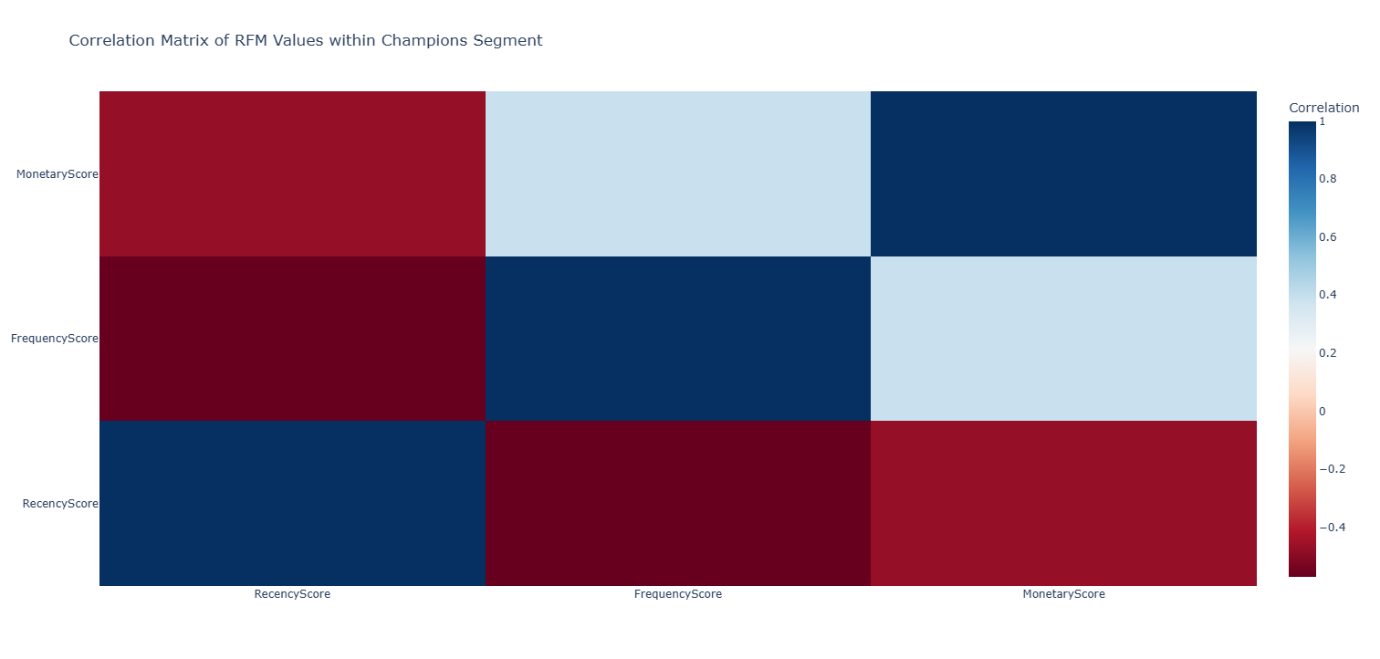 Correlation Matrix of RFM Values within Champions Segment
Correlation
1
0.8
0.6
0.4
0.2
0
−0.2
−0.4
MonetaryScore
FrequencyScore
RecencyScore
RecencyScore
FrequencyScore
MonetaryScore